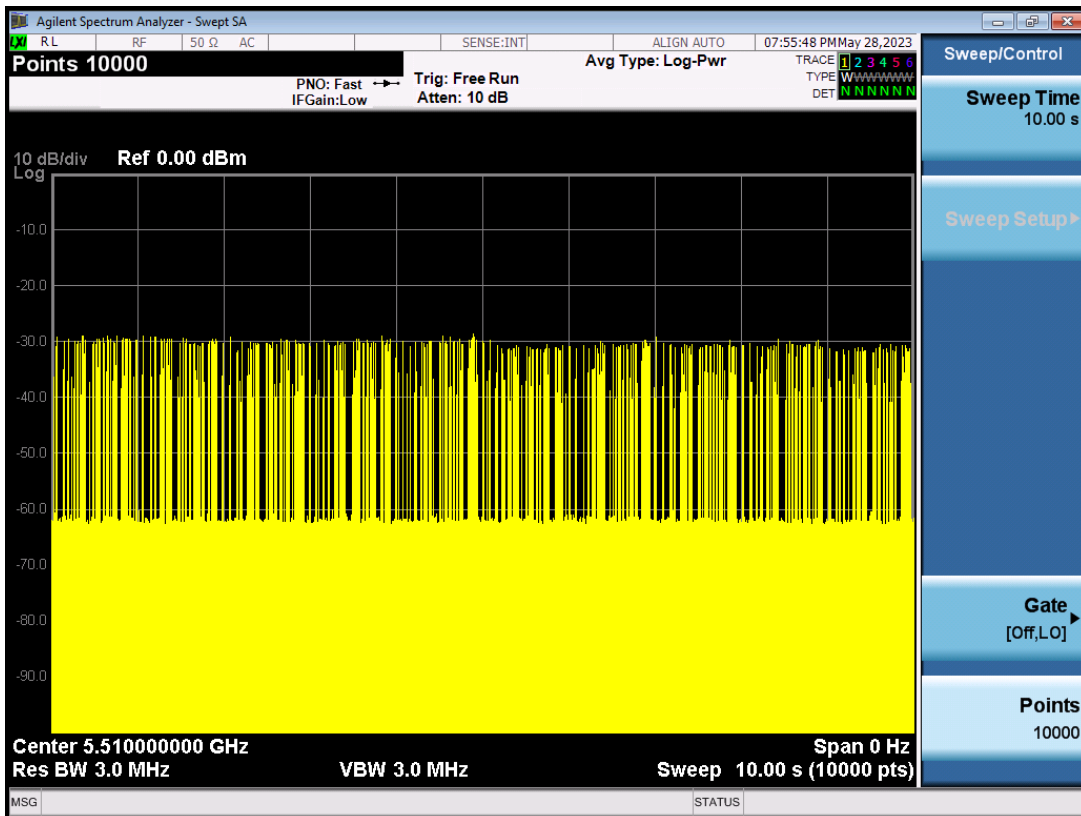 Agilent Spectrum Analyzer - Swept SA
LXI RL RF 50 Ω AC SENSE:INT ALIGN AUTO 07:55:48 PMMay 28,2023
Points 10000
PNO: Fast
IFGain:Low
Trig: Free Run
Atten: 10 dB
Avg Type: Log-Pwr
TRACE 1 2 3 4 5 6
TYPE WWWWWW
DET N N N N N N
10 dB/div Ref 0.00 dBm
Log
-10.0
-20.0
-30.0
-40.0
-50.0
-60.0
-70.0
-80.0
-90.0
Center 5.510000000 GHz Span 0 Hz
Res BW 3.0 MHz VBW 3.0 MHz Sweep 10.00 s (10000 pts)
MSG STATUS
Sweep/Control
Sweep Time
10.00 s
Sweep Setup
Gate
[Off,LO]
Points
10000